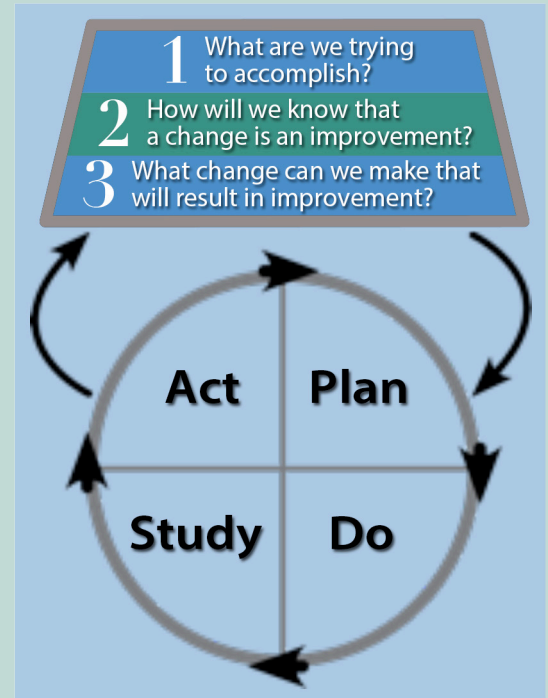 1 What are we trying
to accomplish?
2 How will we know that
a change is an improvement?
3 What change can we make that
will result in improvement?
Act Plan
Study Do